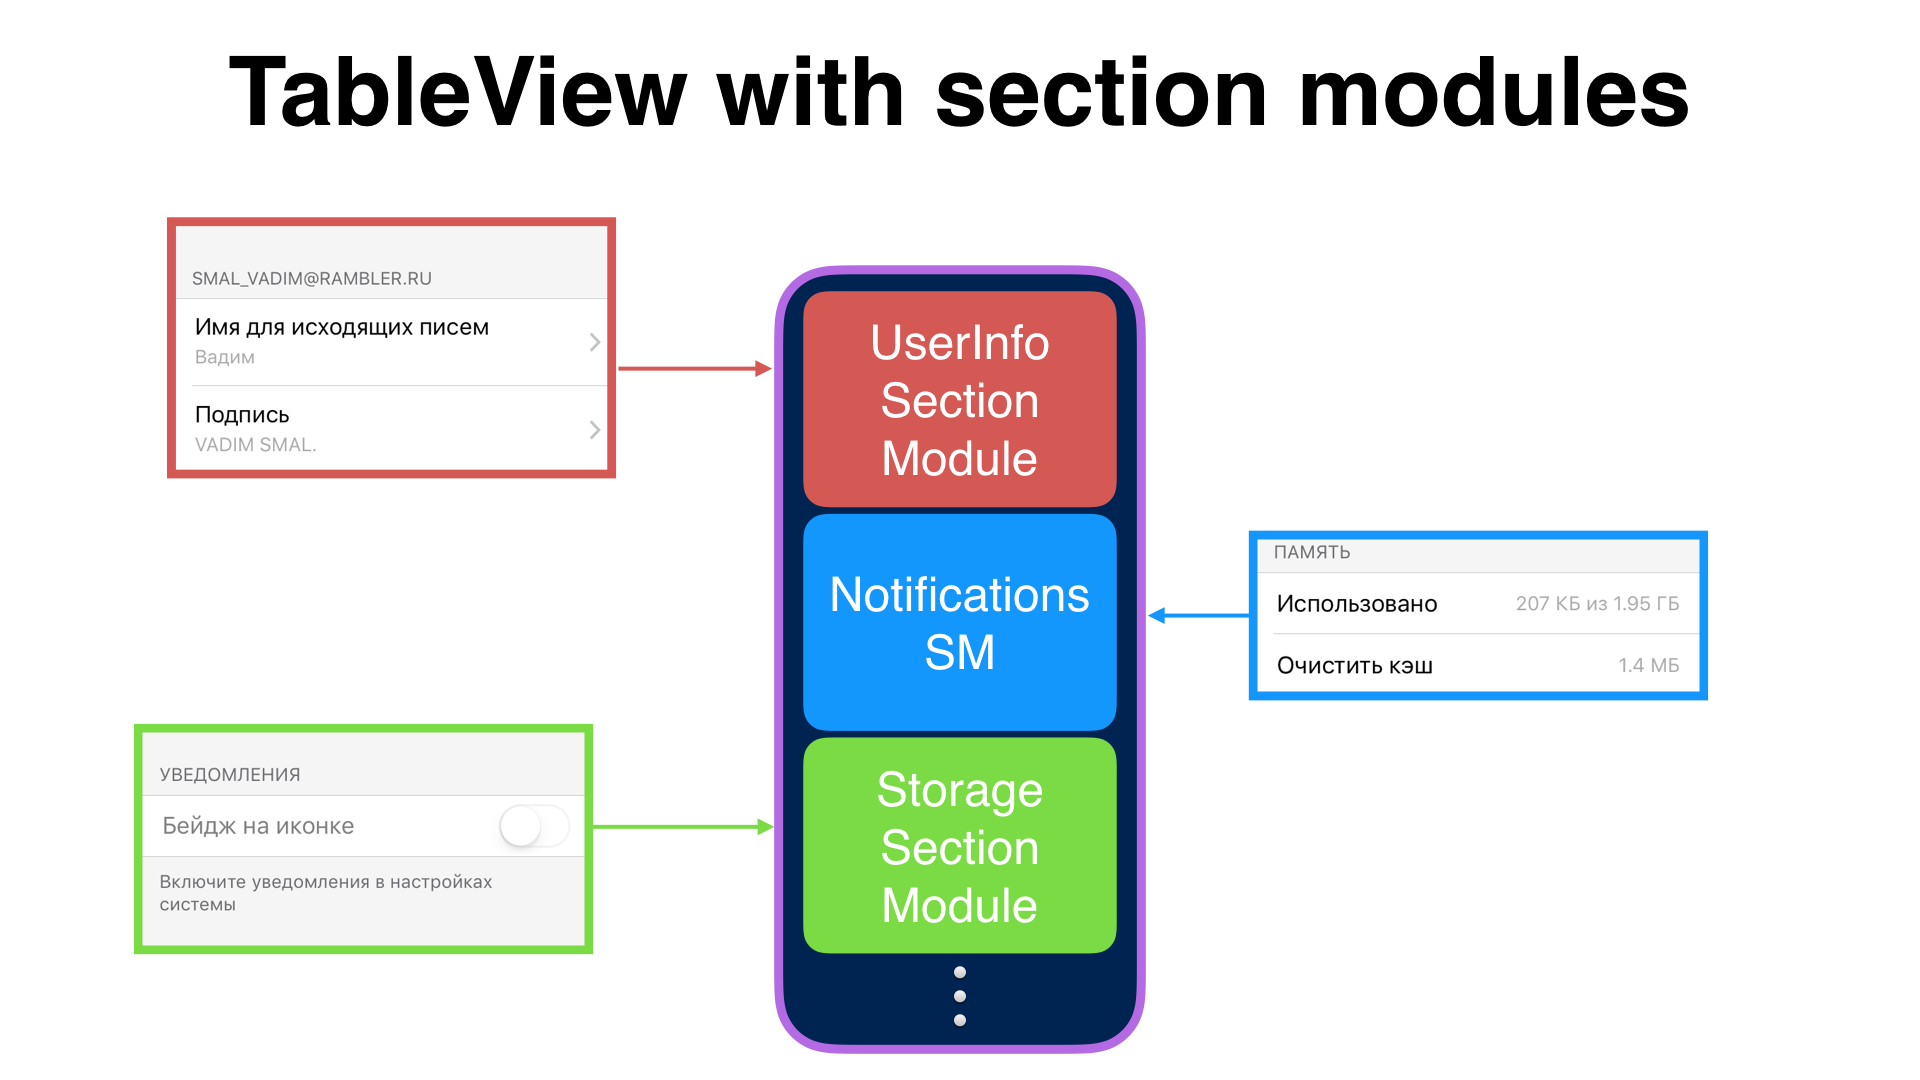 TableView with section modules
SMAL_VADIM@RAMBLER.RU
Имя для исходящих писем
Вадим
Подпись
VADIM SMAL.
UserInfo
Section
Module
Notifications
SM
ПАМЯТЬ
Использовано 207 КБ из 1.95 ГБ
Очистить кэш 1.4 МБ
УВЕДОМЛЕНИЯ
Бейдж на иконке
Включите уведомления в настройках
системы
Storage
Section
Module